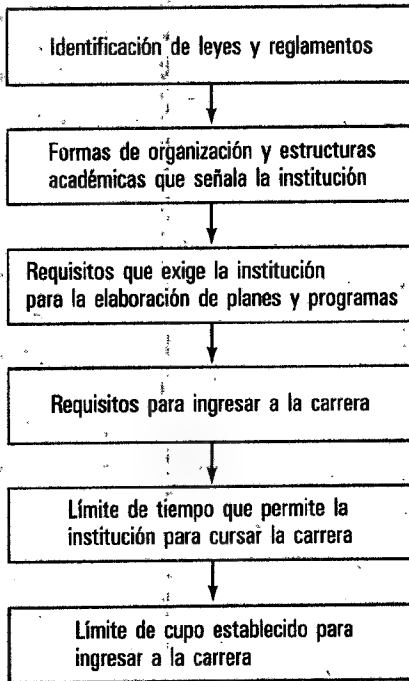 Identificación de leyes y reglamentos
Formas de organización y estructuras
académicas que señala la institución
Requisitos que exige la institución
para la elaboración de planes y programas
Requisitos para ingresar a la carrera
Límite de tiempo que permite la
institución para cursar la carrera
Límite de cupo establecido para
ingresar a la carrera